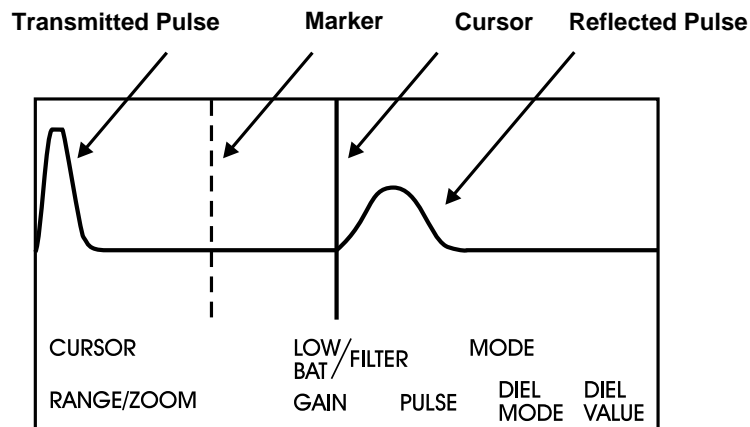 Transmitted Pulse Marker Cursor Reflected Pulse
CURSOR LOW BAT/FILTER MODE
RANGE/ZOOM GAIN PULSE DIEL MODE DIEL VALUE